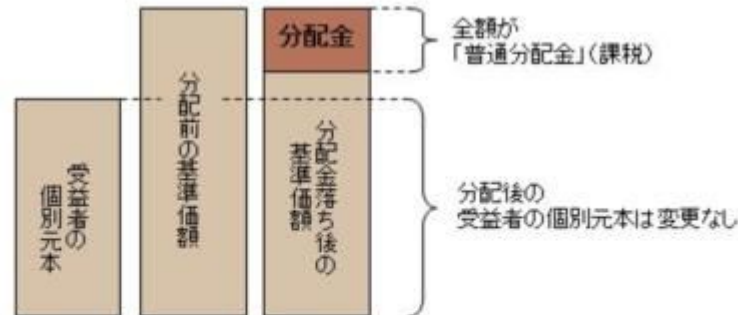 受益者の
個別元本
分配前の基準価額
分配金
分配金落ち後の
基準価額
全額が
「普通分配金」(課税)
分配後の
受益者の個別元本は変更なし